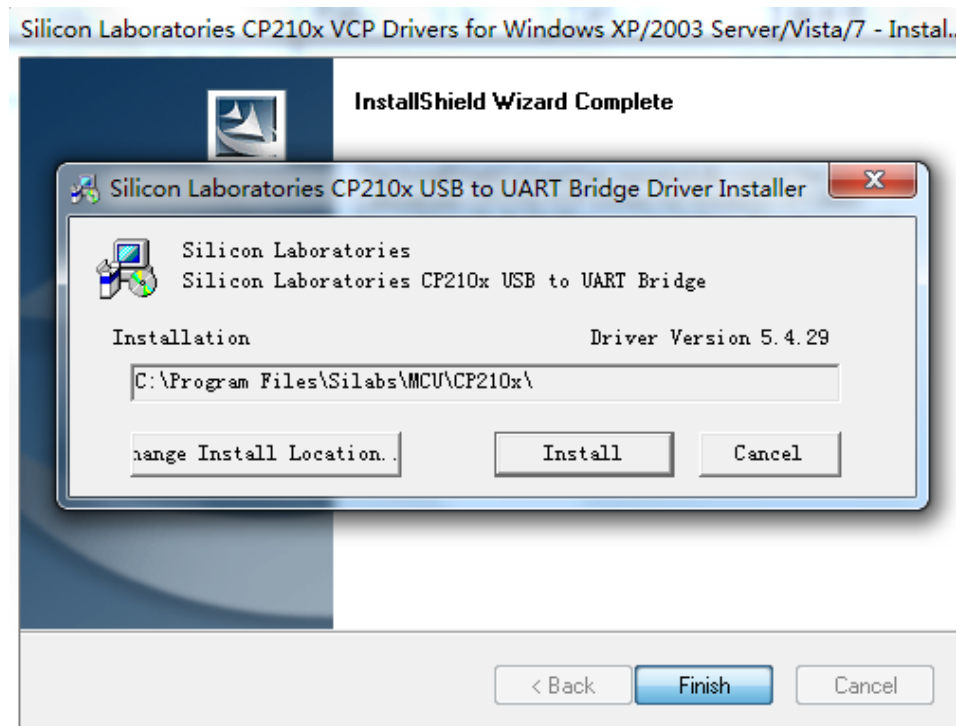 Silicon Laboratories CP210x VCP Drivers for Windows XP/2003 Server/Vista/7 - Instal..
InstallShield Wizard Complete
Silicon Laboratories CP210x USB to UART Bridge Driver Installer
Silicon Laboratories
Silicon Laboratories CP210x USB to UART Bridge
Installation Driver Version 5.4.29
C:\Program Files\Silabs\MCU\CP210x\
hange Install Location.. Install Cancel
< Back Finish Cancel